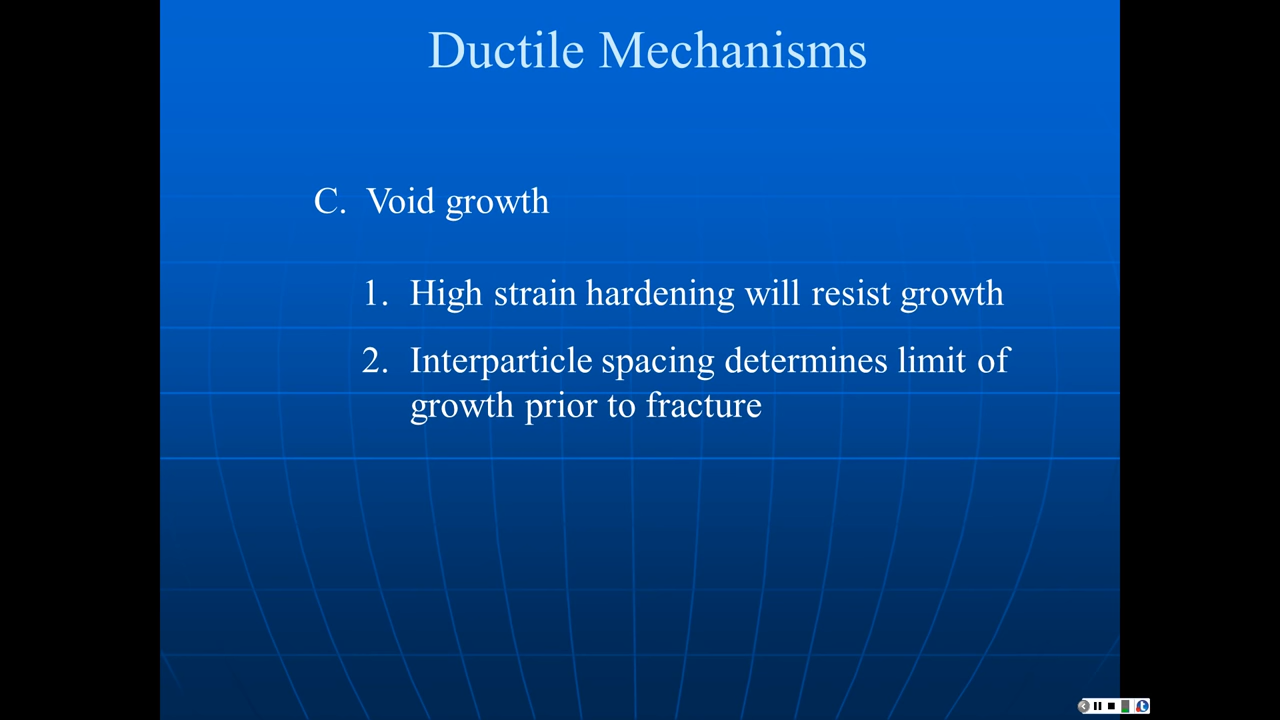 Ductile Mechanisms
C. Void growth
1. High strain hardening will resist growth
2. Interparticle spacing determines limit of
growth prior to fracture